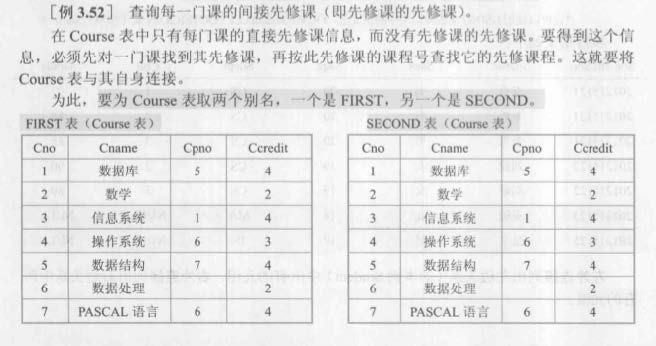 ［例 3.52］ 查询每一门课的间接先修课（即先修课的先修课）。
在 Course 表中只有每门课的直接先修课信息，而没有先修课的先修课。要得到这个信
息，必须先对一门课找到其先修课，再按此先修课的课程号查找它的先修课程。这就要将
Course 表与其自身连接。
为此，要为 Course 表取两个别名，一个是 FIRST，另一个是 SECOND。
FIRST 表（Course 表） SECOND 表（Course 表）
Cno Cname Cpno Ccredit Cno Cname Cpno Ccredit
1 数据库 5 4 1 数据库 5 4
2 数学 2 2 数学 2
3 信息系统 1 4 3 信息系统 1 4
4 操作系统 6 3 4 操作系统 6 3
5 数据结构 7 4 5 数据结构 7 4
6 数据处理 2 6 数据处理 2
7 PASCAL 语言 6 4 7 PASCAL 语言 6 4